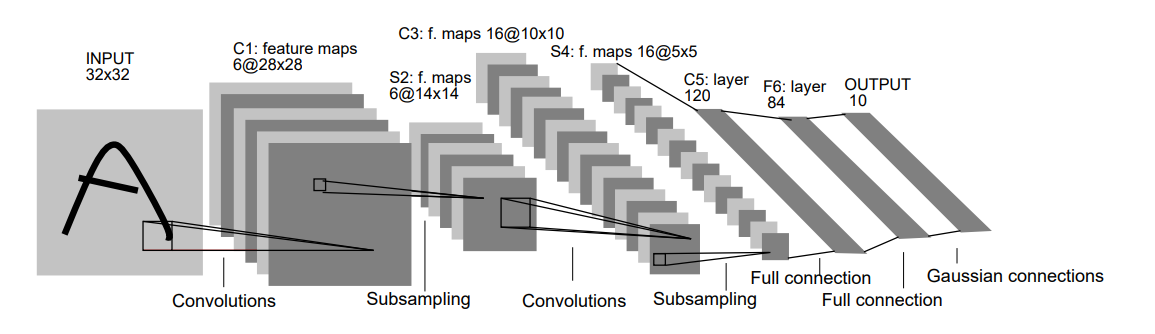 INPUT
32x32
C1: feature maps
6@28x28
S2: f. maps
6@14x14
C3: f. maps 16@10x10
S4: f. maps 16@5x5
C5: layer
120
F6: layer
84
OUTPUT
10
Convolutions
Subsampling
Convolutions
Subsampling
Full connection
Full connection
Gaussian connections